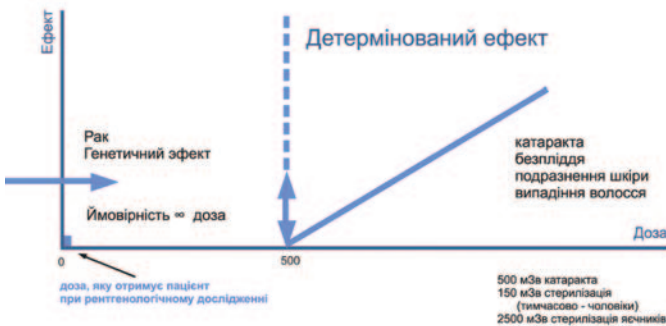 Ефект
Детермінований ефект
Рак
Генетичний эфект
Ймовірність ∞ доза
катаракта
безпліддя
подразнення шкіри
випадіння волосся
Доза
0
500
доза, яку отримує пацієнт
при рентгенологічному дослідженні
500 мЗв катаракта
150 мЗв стерилізація
(тимчасово - чоловіки)
2500 мЗв стерилізація яєчників